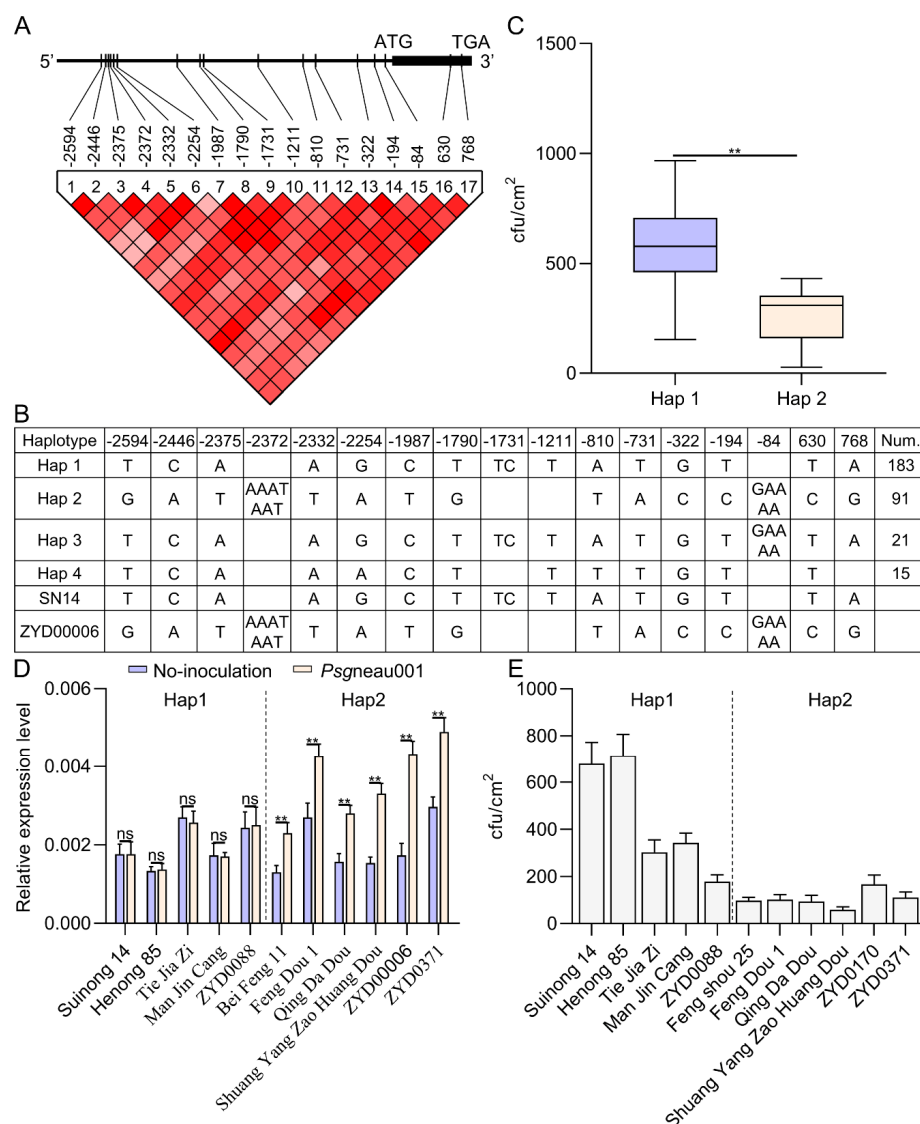 A
ATG TGA
5' 3'
-2594 -2446 -2375 -2372 -2332 -2254 -1987 -1790 -1731 -1211 -810 -731 -322 -194 -84 630 768
1 2 3 4 5 6 7 8 9 10 11 12 13 14 15 16 17
C
1500
1000
500
0
cfu/cm²
**
Hap 1 Hap 2
B
Haplotype -2594 -2446 -2375 -2372 -2332 -2254 -1987 -1790 -1731 -1211 -810 -731 -322 -194 -84 630 768 Num.
Hap 1 T C A A G C T TC T A T G T T A 183
Hap 2 G A T AAAT AAT T A T G T A C C GAA AA C G 91
Hap 3 T C A A G C T TC T A T G T GAA AA T A 21
Hap 4 T C A A A C T T T T G T T 15
SN14 T C A A G C T TC T A T G T T A
ZYD00006 G A T AAAT AAT T A T G T A C C GAA AA C G
D
No-inoculation Psgneau001
Hap1 Hap2
Relative expression level
0.006
0.004
0.002
0.000
ns ns ns ns ns ** ** ** ** ** **
Suinong 14
Henong 85
Tie Jia Zi
Man Jin Cang
ZYD0088
Bei Feng 11
Feng Dou 1
Qing Da Dou
Shuang Yang Zao Huang Dou
ZYD00006
ZYD0371
E
Hap1 Hap2
cfu/cm²
1000
800
600
400
200
0
Suinong 14
Henong 85
Tie Jia Zi
Man Jin Cang
ZYD0088
Feng shou 25
Feng Dou 1
Qing Da Dou
Shuang Yang Zao Huang Dou
ZYD0170
ZYD0371